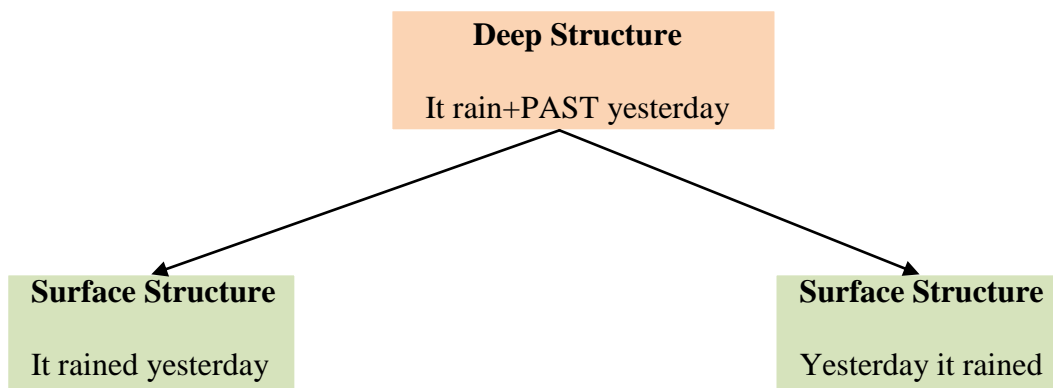 Deep Structure
It rain+PAST yesterday
Surface Structure
It rained yesterday
Surface Structure
Yesterday it rained